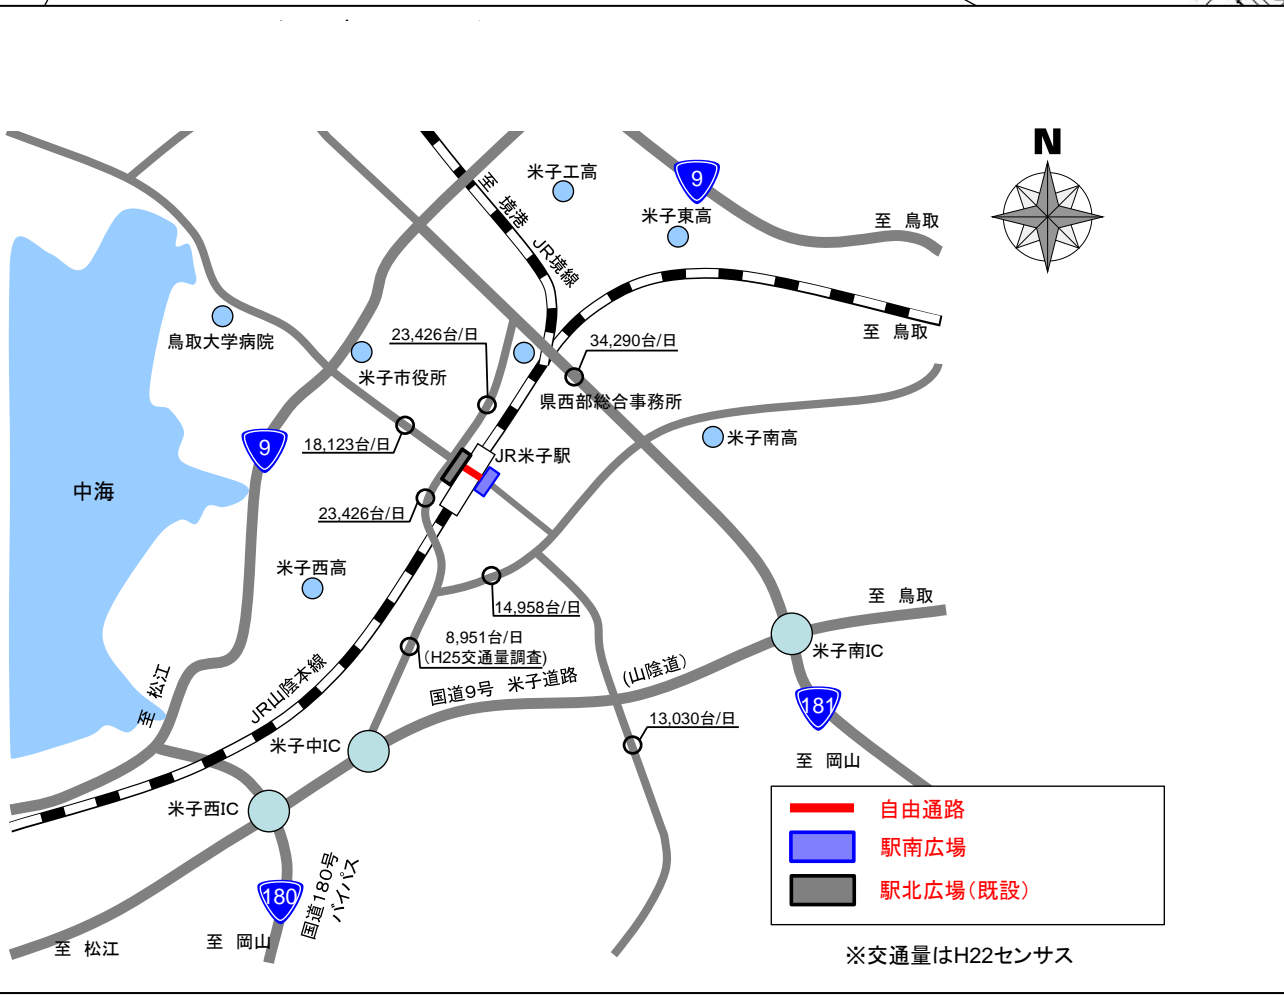 N
米子工高
9
至 境港
米子東高
至 鳥取
JR境線
鳥取大学病院
23,426台/日
34,290台/日
至 鳥取
米子市役所
県西部総合事務所
18,123台/日
9
米子南高
JR米子駅
中海
23,426台/日
米子西高
14,958台/日
至 鳥取
8,951台/日
(H25交通量調査)
米子南IC
国道9号 米子道路 (山陰道)
至 松江
JR山陰本線
181
13,030台/日
米子中IC
至 岡山
米子西IC
自由通路
駅南広場
国道180号
バイパス
180
駅北広場(既設)
至 岡山
至 松江
※交通量はH22センサス